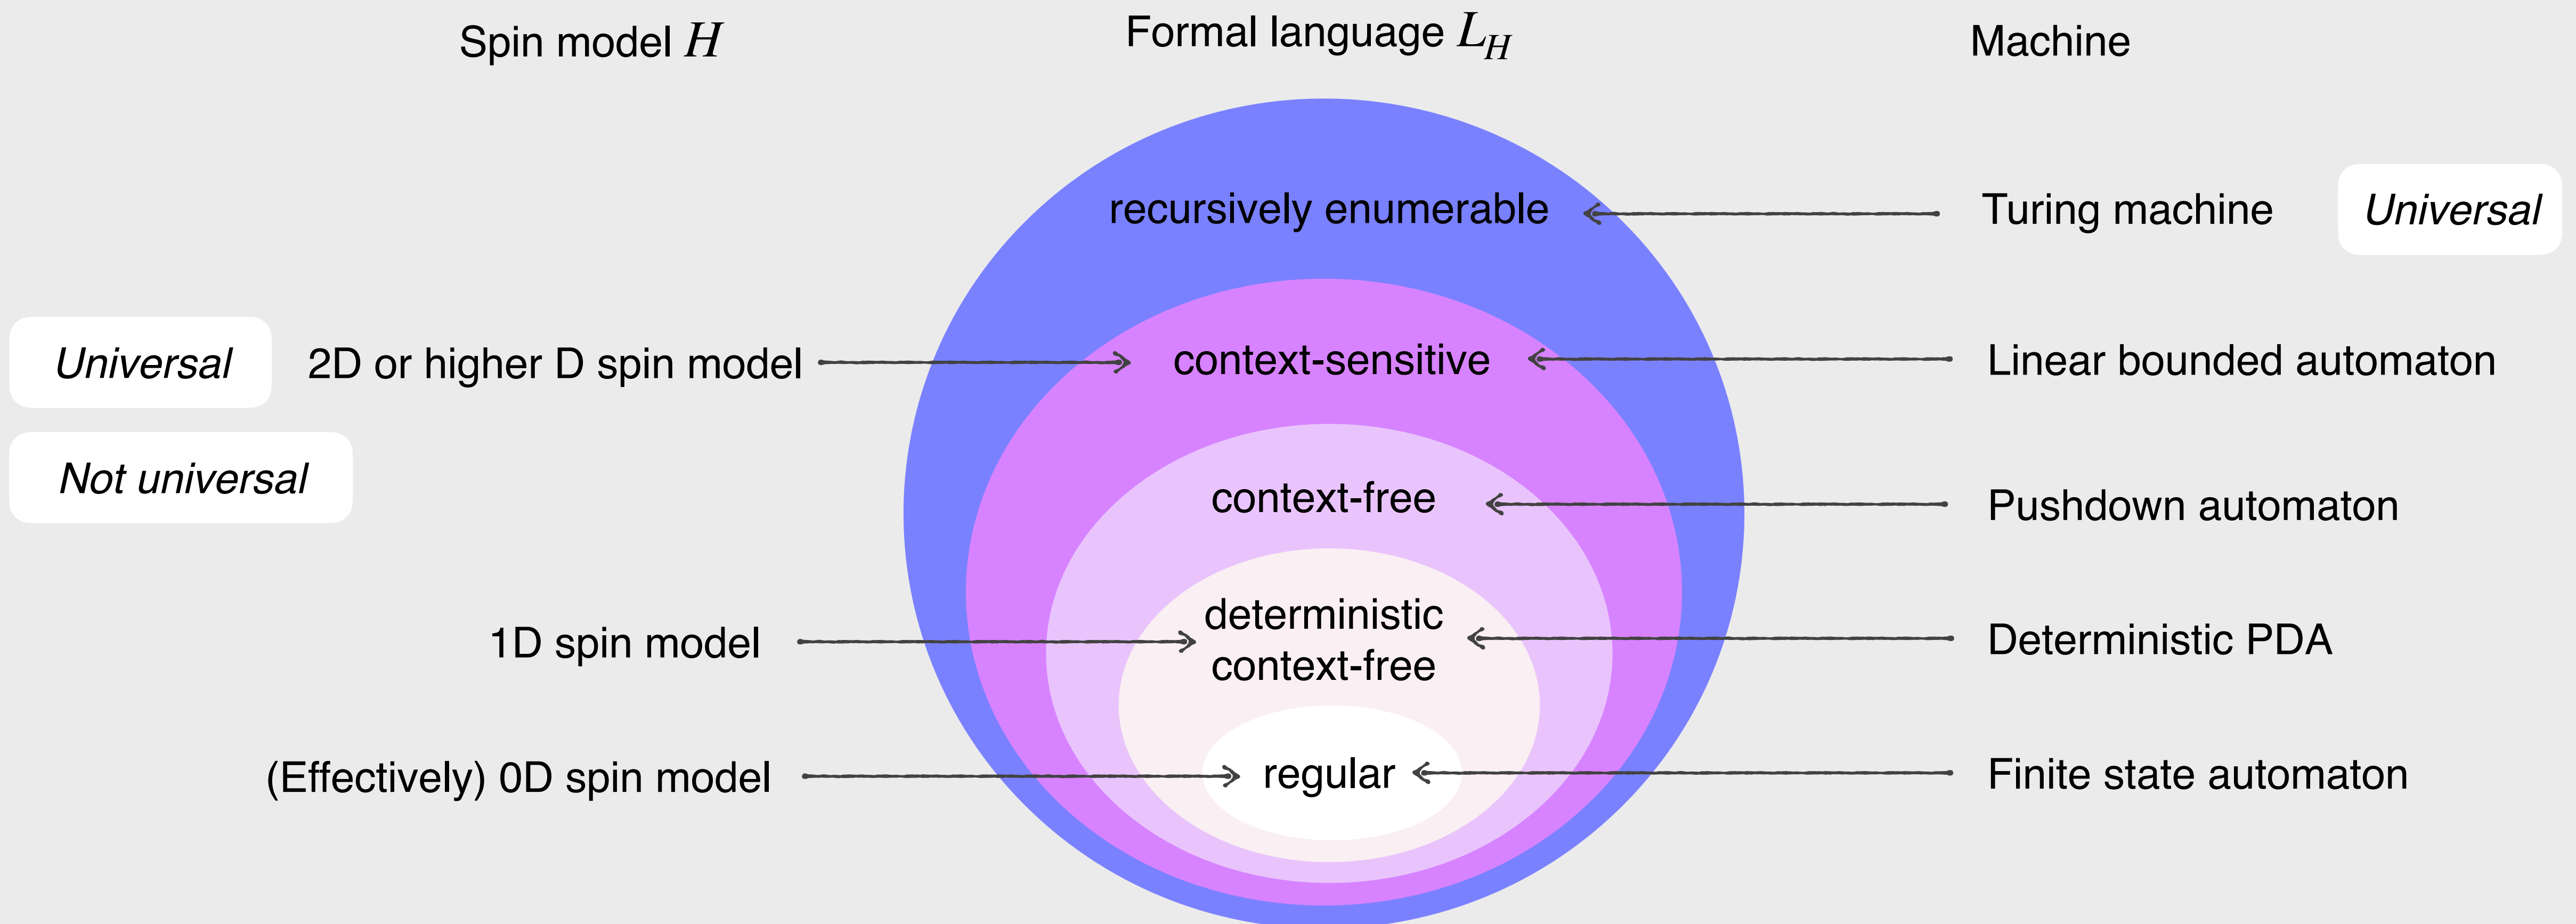 Spin model H
Formal language L_H
Machine
recursively enumerable
Turing machine
Universal
Universal
2D or higher D spin model
context-sensitive
Linear bounded automaton
Not universal
context-free
Pushdown automaton
1D spin model
deterministic
context-free
Deterministic PDA
(Effectively) 0D spin model
regular
Finite state automaton